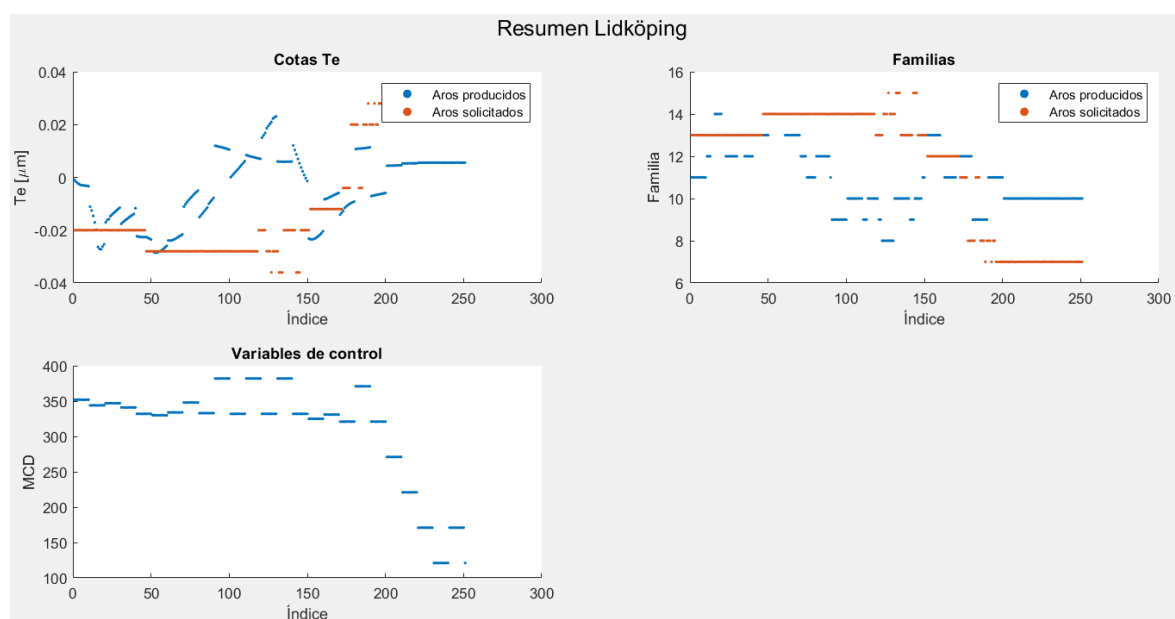 Resumen Lidköping
Cotas Te
0.04
0.02
0
-0.02
-0.04
Te [μm]
0
50
100
150
200
250
300
Índice
Aros producidos
Aros solicitados
Familias
16
14
12
10
8
6
Familia
0
50
100
150
200
250
300
Índice
Aros producidos
Aros solicitados
Variables de control
400
350
300
250
200
150
100
MCD
0
50
100
150
200
250
300
Índice